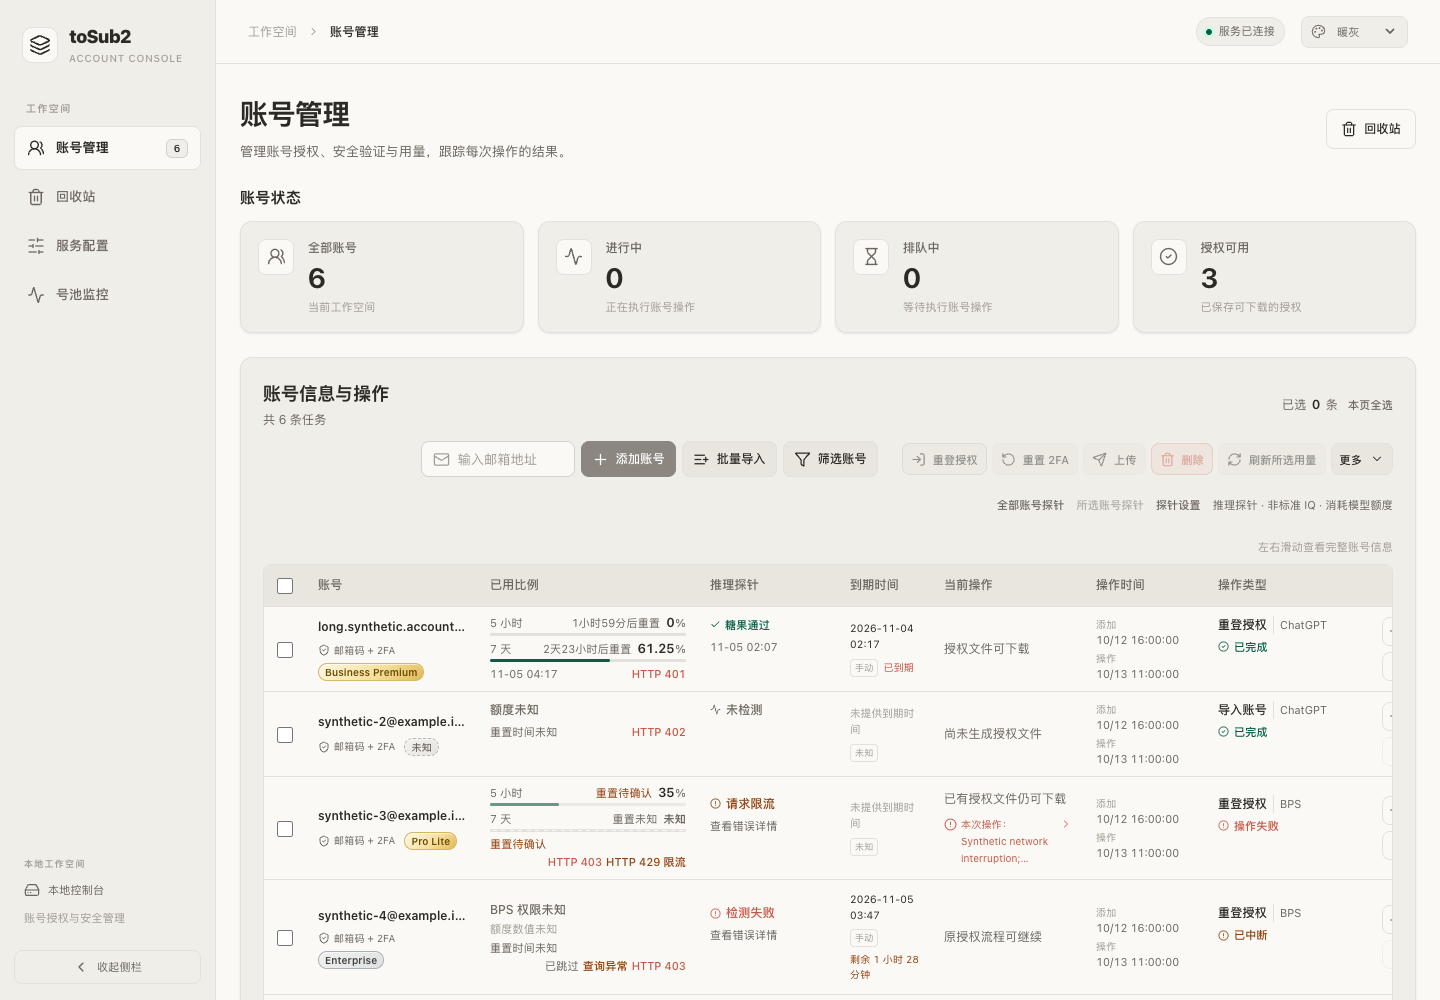 toSub2
ACCOUNT CONSOLE
工作空间
账号管理 6
回收站
服务配置
号池监控
本地工作空间
本地控制台
账号授权与安全管理
收起侧栏
工作空间 > 账号管理
服务已连接
暖灰
账号管理
管理账号授权、安全验证与用量，跟踪每次操作的结果。
回收站
账号状态
全部账号
6
当前工作空间
进行中
0
正在执行账号操作
排队中
0
等待执行账号操作
授权可用
3
已保存可下载的授权
账号信息与操作
共 6 条任务
已选 0 条 本页全选
输入邮箱地址 添加账号 批量导入 筛选账号 重登授权 重置 2FA 上传 删除 刷新所选用量 更多
全部账号探针 所选账号探针 探针设置 推理探针 · 非标准 IQ · 消耗模型额度
左右滑动查看完整账号信息
账号 已用比例 推理探针 到期时间 当前操作 操作时间 操作类型
long.synthetic.account...
邮箱码 + 2FA
Business Premium
5 小时 1小时59分后重置 0%
7 天 2天23小时后重置 61.25%
11-05 04:17 HTTP 401
糖果通过
11-05 02:07
2026-11-04
02:17
手动 已到期
授权文件可下载
添加
10/12 16:00:00
操作
10/13 11:00:00
重登授权 ChatGPT
已完成
synthetic-2@example.i...
邮箱码 + 2FA 未知
额度未知
重置时间未知 HTTP 402
未检测
未提供到期时
间
未知
尚未生成授权文件
添加
10/12 16:00:00
操作
10/13 11:00:00
导入账号 ChatGPT
已完成
synthetic-3@example.i...
邮箱码 + 2FA Pro Lite
5 小时 重置待确认 35%
7 天 重置未知 未知
重置待确认
HTTP 403 HTTP 429 限流
请求限流
查看错误详情
未提供到期时
间
未知
已有授权文件仍可下载
本次操作：
Synthetic network
interruption;...
添加
10/12 16:00:00
操作
10/13 11:00:00
重登授权 BPS
操作失败
synthetic-4@example.i...
邮箱码 + 2FA
Enterprise
BPS 权限未知
额度数值未知
重置时间未知
已跳过 查询异常 HTTP 403
检测失败
查看错误详情
2026-11-05
03:47
手动
剩余 1 小时 28
分钟
原授权流程可继续
添加
10/12 16:00:00
操作
10/13 11:00:00
重登授权 BPS
已中断